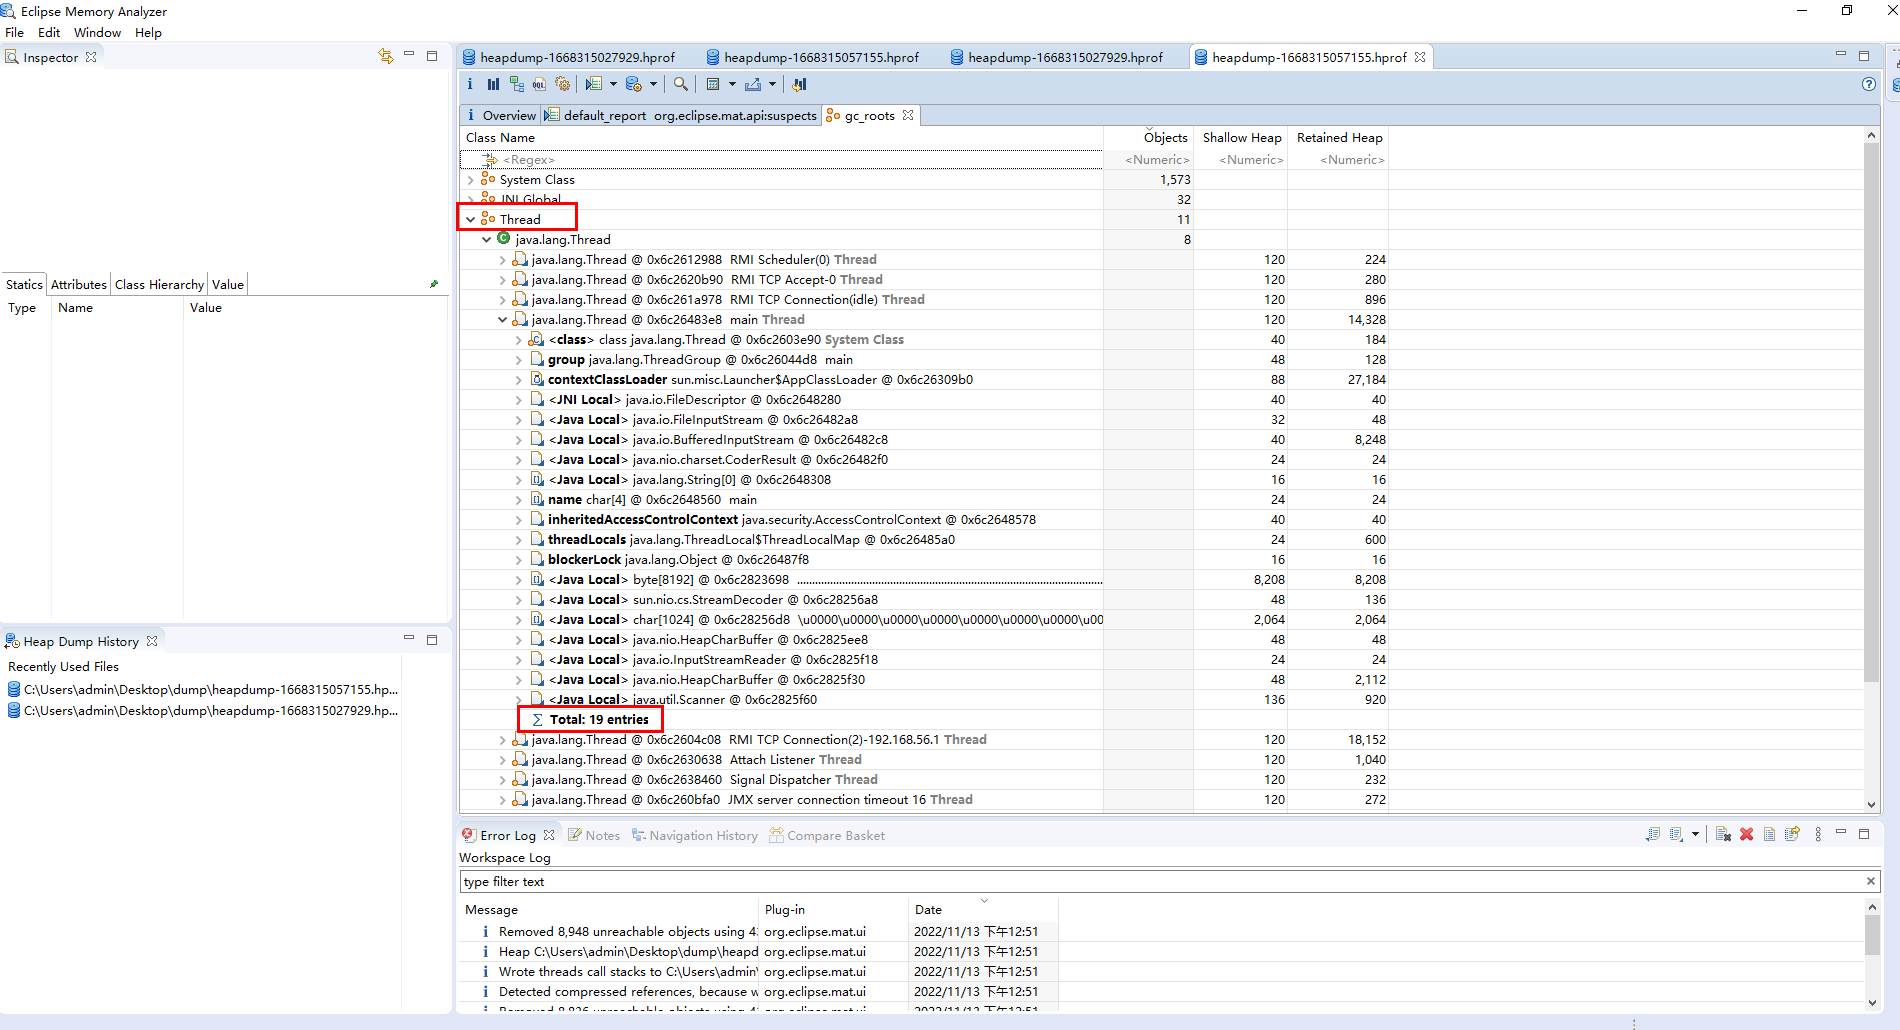 Eclipse Memory Analyzer
File Edit Window Help
Inspector
Statics Attributes Class Hierarchy Value
Type Name Value
Heap Dump History
Recently Used Files
C:\Users\admin\Desktop\dump\heapdump-1668315057155.hp...
C:\Users\admin\Desktop\dump\heapdump-1668315027929.hp...
heapdump-1668315027929.hprof heapdump-1668315057155.hprof heapdump-1668315027929.hprof heapdump-1668315057155.hprof
i OQL
i Overview default_report org.eclipse.mat.api:suspects gc_roots
Class Name Objects Shallow Heap Retained Heap
<Regex> <Numeric> <Numeric> <Numeric>
System Class 1,573
JNI Global 32
Thread 11
java.lang.Thread 8
java.lang.Thread @ 0x6c2612988 RMI Scheduler(0) Thread 120 224
java.lang.Thread @ 0x6c2620b90 RMI TCP Accept-0 Thread 120 280
java.lang.Thread @ 0x6c261a978 RMI TCP Connection(idle) Thread 120 896
java.lang.Thread @ 0x6c26483e8 main Thread 120 14,328
<class> class java.lang.Thread @ 0x6c2603e90 System Class 40 184
group java.lang.ThreadGroup @ 0x6c26044d8 main 48 128
contextClassLoader sun.misc.Launcher$AppClassLoader @ 0x6c26309b0 88 27,184
<JNI Local> java.io.FileDescriptor @ 0x6c2648280 40 40
<Java Local> java.io.FileInputStream @ 0x6c26482a8 32 48
<Java Local> java.io.BufferedInputStream @ 0x6c26482c8 40 8,248
<Java Local> java.nio.charset.CoderResult @ 0x6c26482f0 24 24
<Java Local> java.lang.String[0] @ 0x6c2648308 16 16
name char[4] @ 0x6c2648560 main 24 24
inheritedAccessControlContext java.security.AccessControlContext @ 0x6c2648578 40 40
threadLocals java.lang.ThreadLocal$ThreadLocalMap @ 0x6c26485a0 24 600
blockerLock java.lang.Object @ 0x6c26487f8 16 16
<Java Local> byte[8192] @ 0x6c2823698 ........................................................................................................ 8,208 8,208
<Java Local> sun.nio.cs.StreamDecoder @ 0x6c28256a8 48 136
<Java Local> char[1024] @ 0x6c28256d8 \u0000\u0000\u0000\u0000\u0000\u0000\u0000\u00 2,064 2,064
<Java Local> java.nio.HeapCharBuffer @ 0x6c2825ee8 48 48
<Java Local> java.io.InputStreamReader @ 0x6c2825f18 24 24
<Java Local> java.nio.HeapCharBuffer @ 0x6c2825f30 48 2,112
<Java Local> java.util.Scanner @ 0x6c2825f60 136 920
Σ Total: 19 entries
java.lang.Thread @ 0x6c2604c08 RMI TCP Connection(2)-192.168.56.1 Thread 120 18,152
java.lang.Thread @ 0x6c2630638 Attach Listener Thread 120 1,040
java.lang.Thread @ 0x6c2638460 Signal Dispatcher Thread 120 232
java.lang.Thread @ 0x6c260bfa0 JMX server connection timeout 16 Thread 120 272
Error Log Notes Navigation History Compare Basket
Workspace Log
type filter text
Message Plug-in Date
Removed 8,948 unreachable objects using 4 org.eclipse.mat.ui 2022/11/13 下午12:51
Heap C:\Users\admin\Desktop\dump\heapd org.eclipse.mat.ui 2022/11/13 下午12:51
Wrote threads call stacks to C:\Users\admin\ org.eclipse.mat.ui 2022/11/13 下午12:51
Detected compressed references, because w org.eclipse.mat.ui 2022/11/13 下午12:51